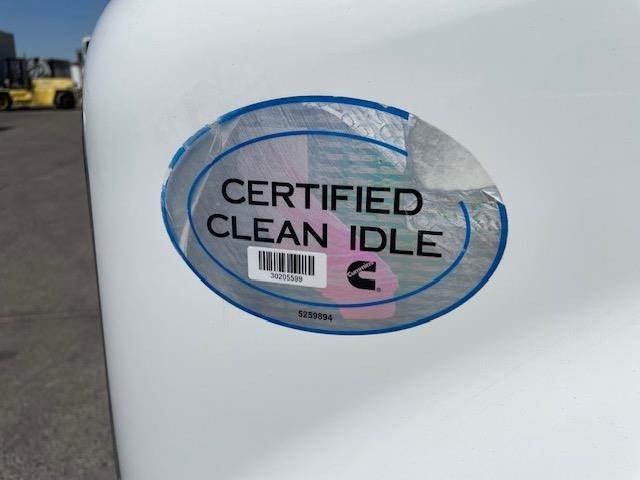 CERTIFIED
CLEAN IDLE
30205599
Cummins
5259894